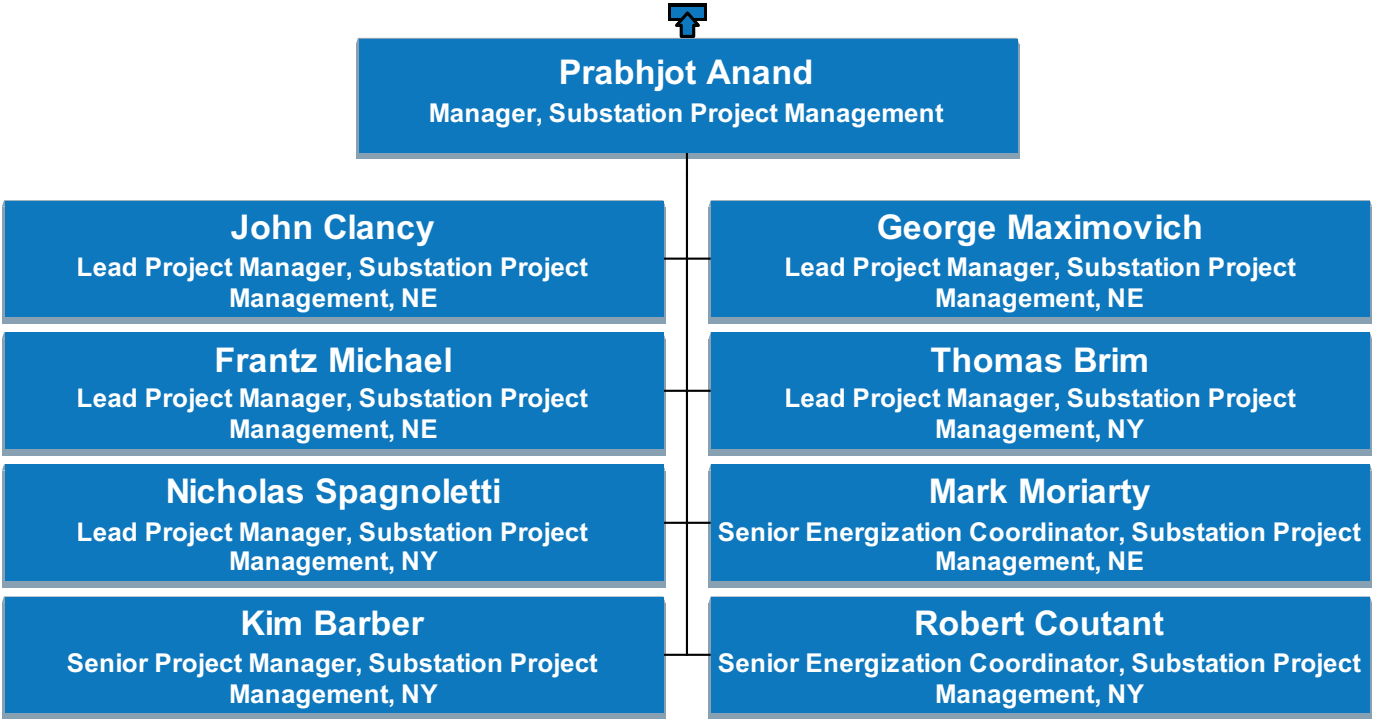 Prabhjot Anand
Manager, Substation Project Management
John Clancy
Lead Project Manager, Substation Project
Management, NE
George Maximovich
Lead Project Manager, Substation Project
Management, NE
Frantz Michael
Lead Project Manager, Substation Project
Management, NE
Thomas Brim
Lead Project Manager, Substation Project
Management, NY
Nicholas Spagnoletti
Lead Project Manager, Substation Project
Management, NY
Mark Moriarty
Senior Energization Coordinator, Substation Project
Management, NE
Kim Barber
Senior Project Manager, Substation Project
Management, NY
Robert Coutant
Senior Energization Coordinator, Substation Project
Management, NY